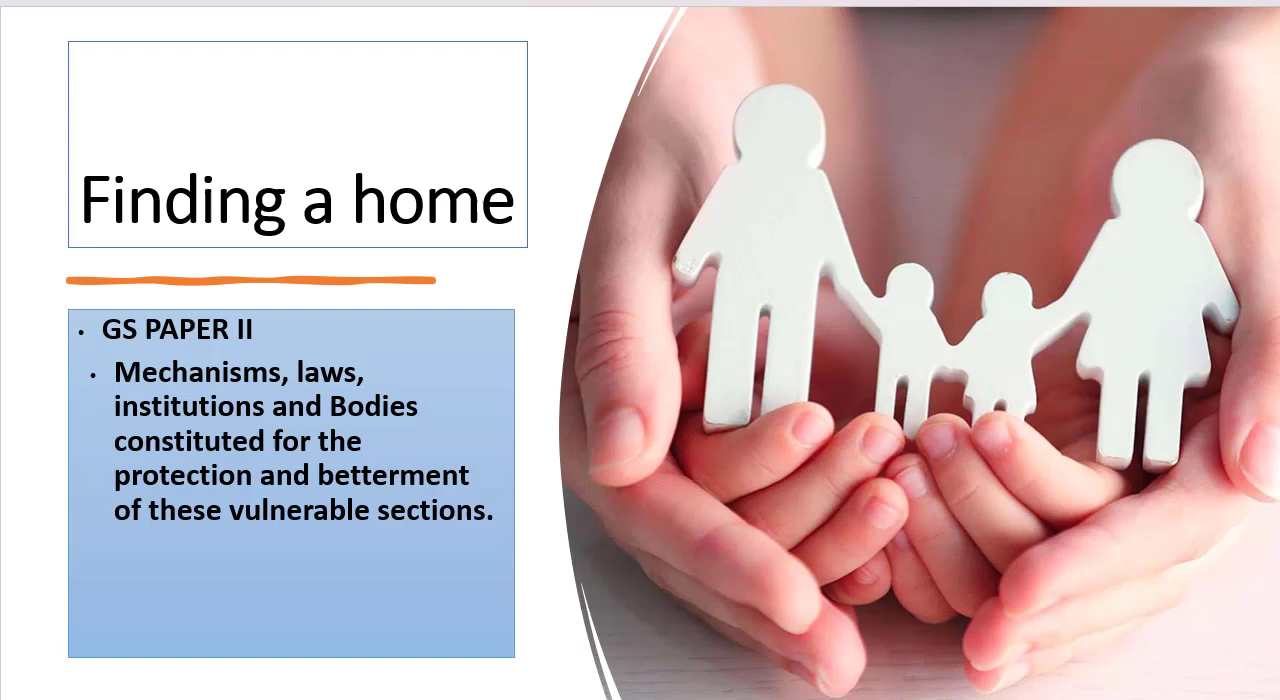 Finding a home
GS PAPER II
Mechanisms, laws,
institutions and Bodies
constituted for the
protection and betterment
of these vulnerable sections.